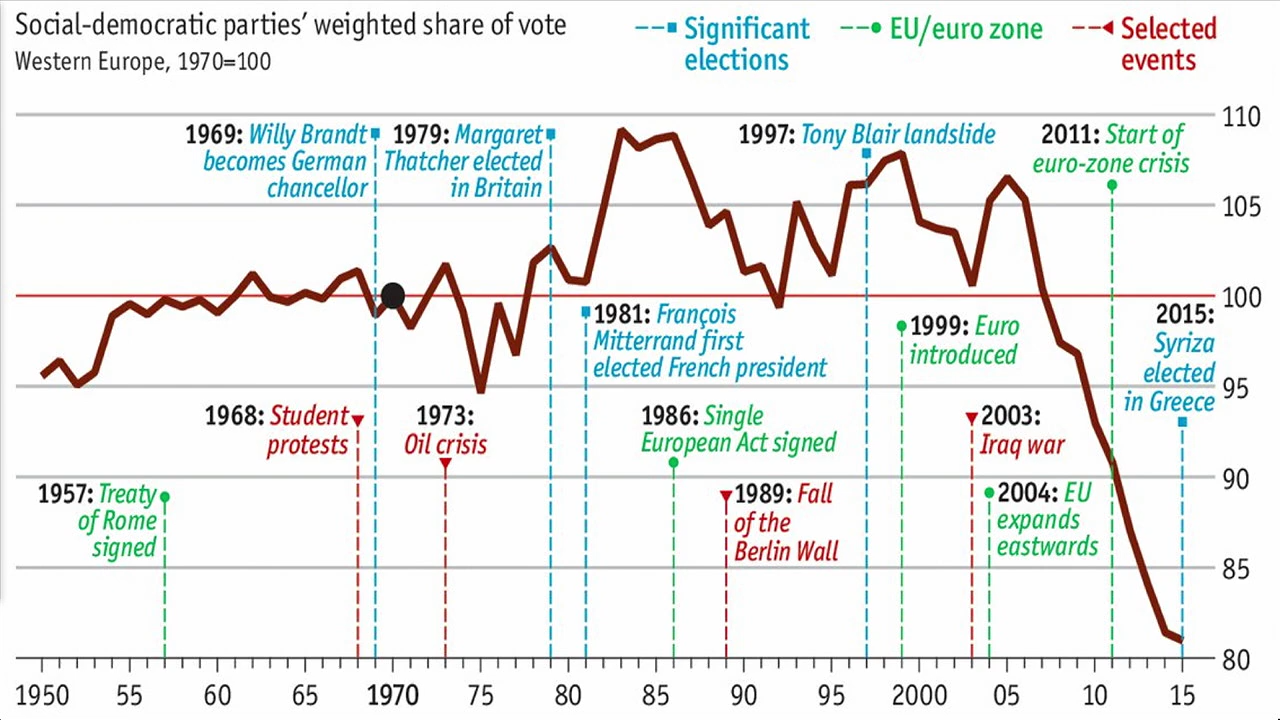 Social-democratic parties’ weighted share of vote
Western Europe, 1970=100
Significant
elections
EU/euro zone
Selected
events
110
105
100
95
90
85
80
1969: Willy Brandt
becomes German
chancellor
1979: Margaret
Thatcher elected
in Britain
1997: Tony Blair landslide
2011: Start of
euro-zone crisis
1981: François
Mitterrand first
elected French president
1999: Euro
introduced
2015:
Syriza
elected
in Greece
1968: Student
protests
1973:
Oil crisis
1986: Single
European Act signed
2003:
Iraq war
1957: Treaty
of Rome
signed
1989: Fall
of the
Berlin Wall
2004: EU
expands
eastwards
1950 55 60 65 1970 75 80 85 90 95 2000 05 10 15